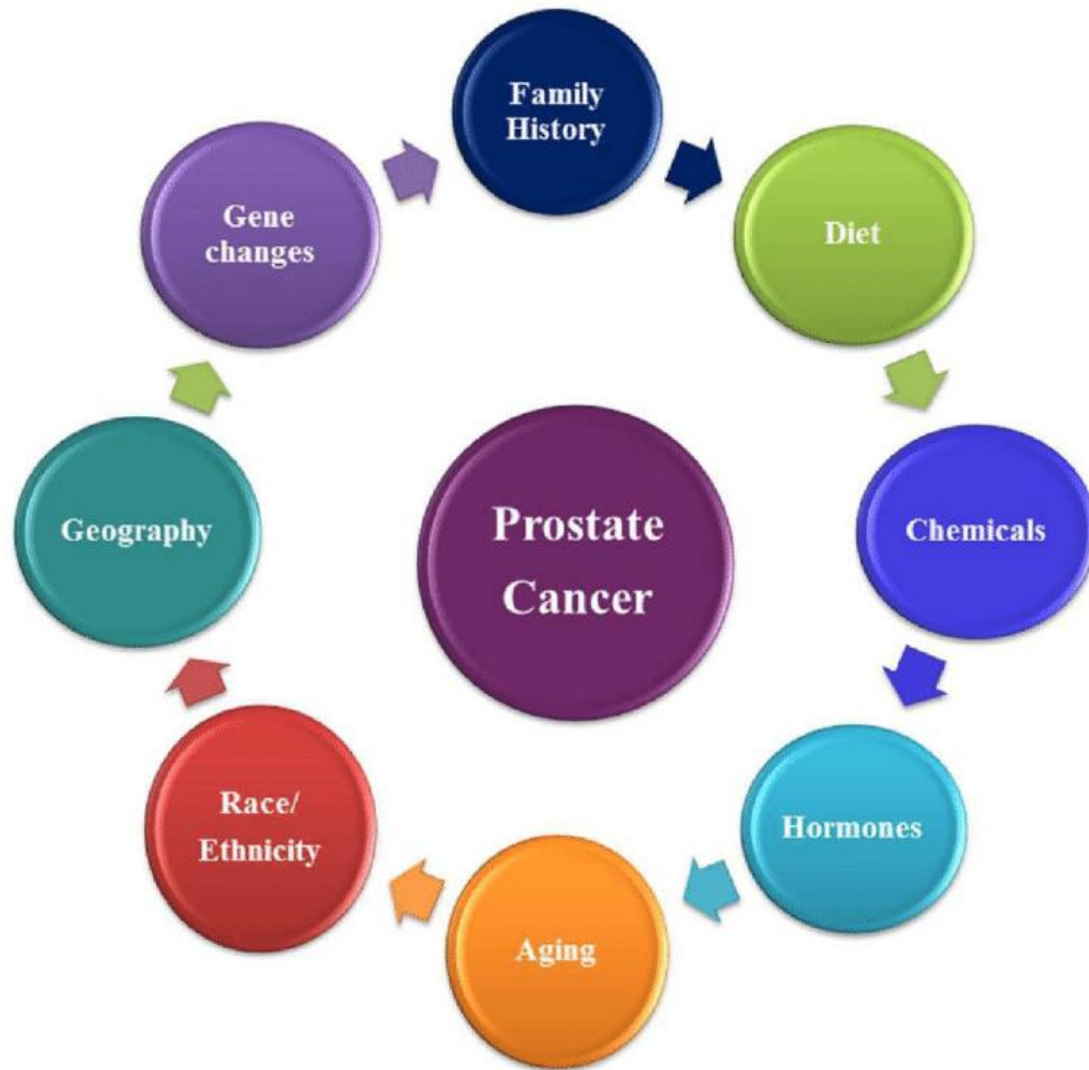 Family
History
Diet
Chemicals
Hormones
Aging
Race/
Ethnicity
Geography
Gene
changes
Prostate
Cancer